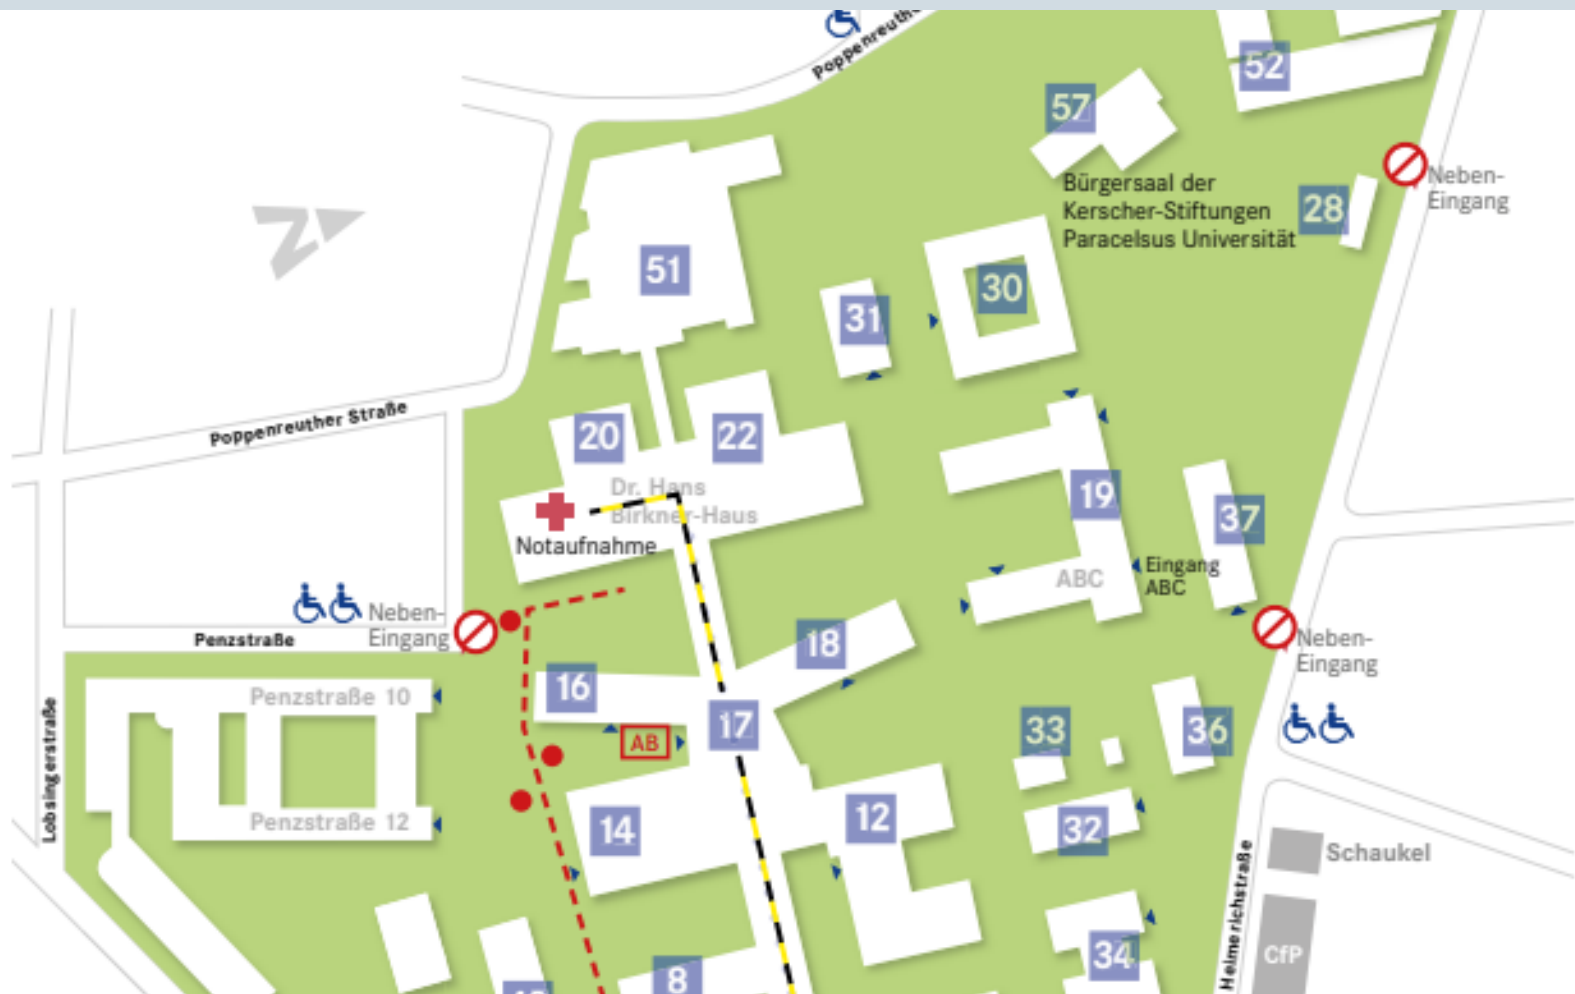 Poppenreuthe
52
57
Neben-
Eingang
Bürgersaal der
Kerscher-Stiftungen
Paracelsus Universität
28
51
30
31
Poppenreuther Straße
20
22
Dr. Hans
Birkner-Haus
Notaufnahme
19
37
Eingang
ABC
ABC
Neben-
Eingang
Penzstraße
18
Neben-
Eingang
16
Penzstraße 10
17
AB
33
36
Lobsingerstraße
Penzstraße 12
14
12
32
Schaukel
Helmerichstraße
34
CfP
8